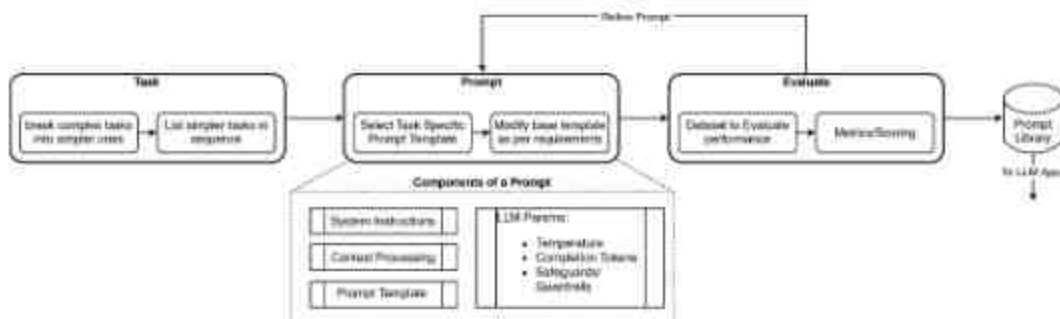 Refine Prompt
Task
Break complex tasks
into simpler ones
List simpler tasks in
sequence
Prompt
Select Task Specific
Prompt Template
Modify base template
as per requirements
Evaluate
Dataset to Evaluate
performance
Metrics/Scoring
Prompt
Library
to LLM App
Components of a Prompt
System Instructions
Context Processing
Prompt Template
LLM Params:
Temperature
Completion Tokens
Safeguards/
Guardrails